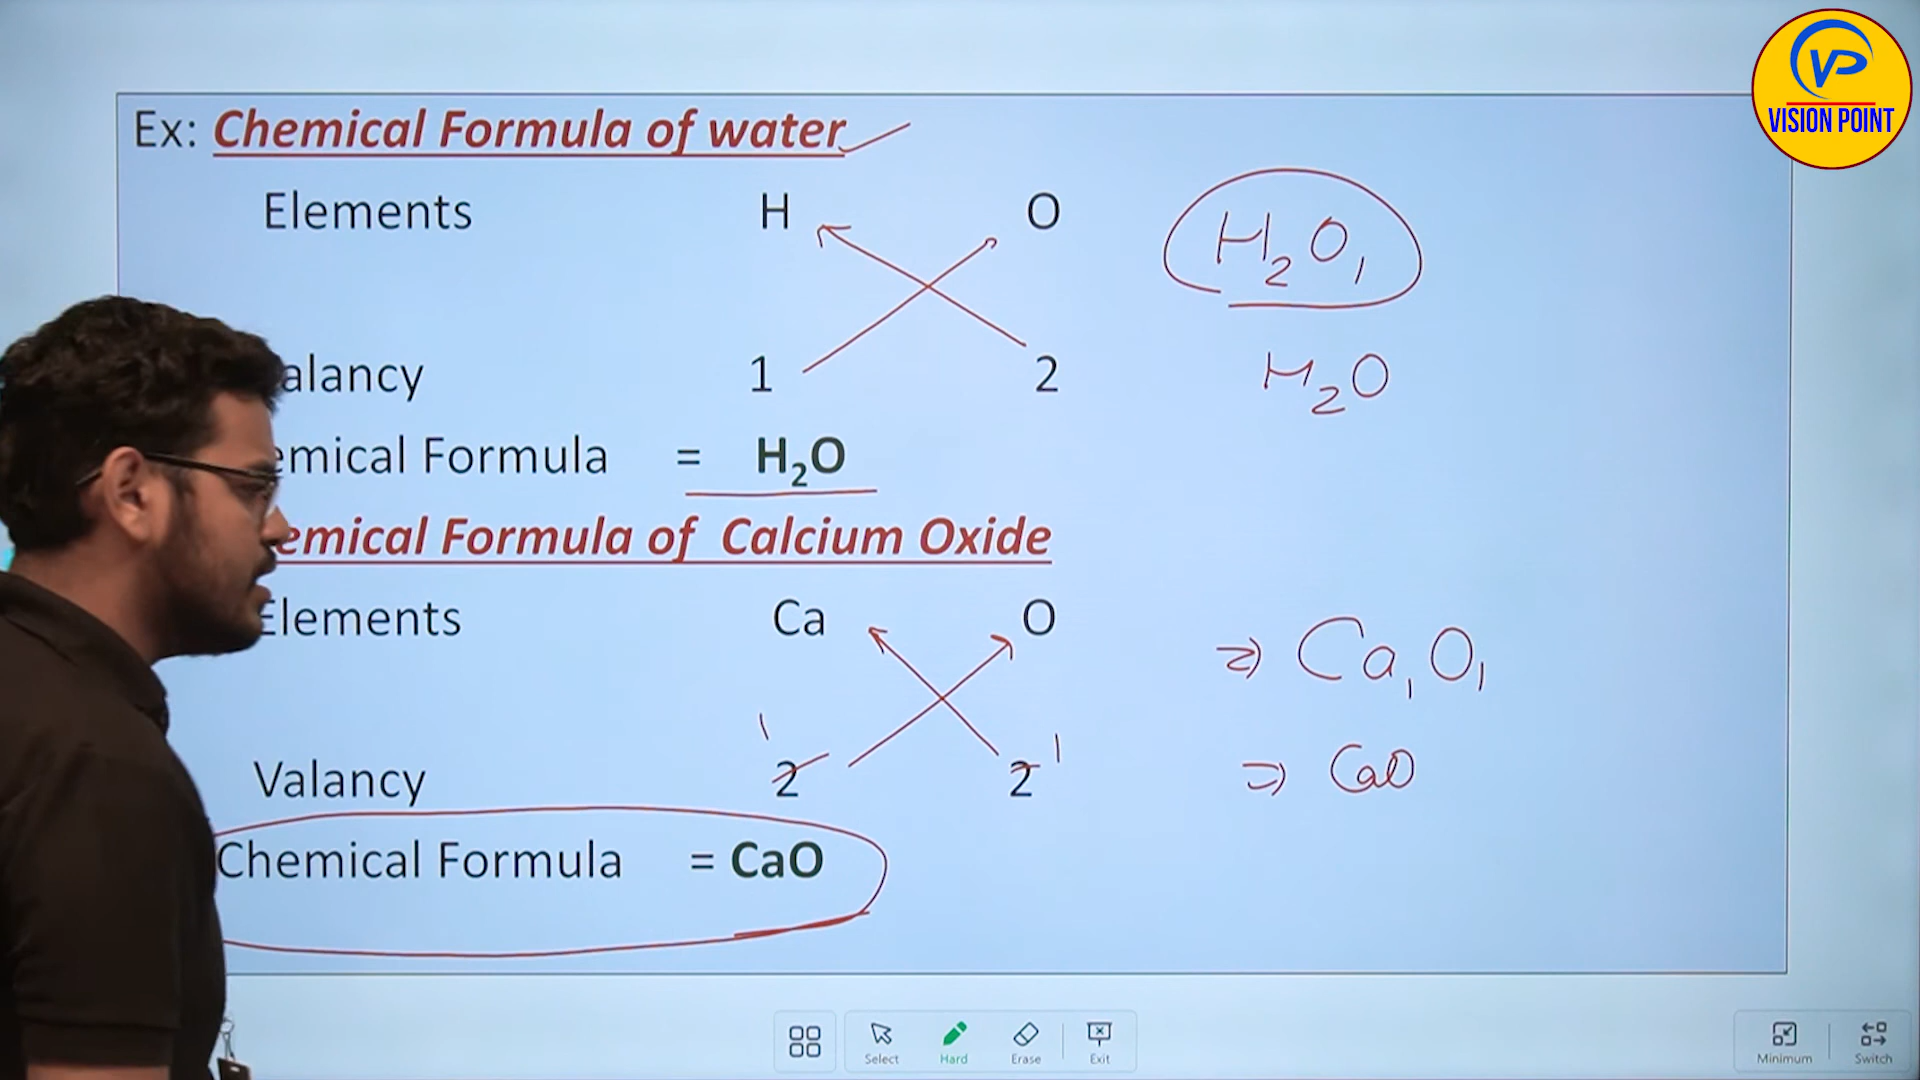 VP
VISION POINT
Ex: Chemical Formula of water
Elements H O
H₂O₁
alancy 1 2
H₂O
emical Formula = H₂O
emical Formula of Calcium Oxide
Elements Ca O
⇒ Ca₁O₁
1 1
Valancy 2 2
⇒ CaO
Chemical Formula = CaO
Select Hard Erase Exit
Minimum Switch